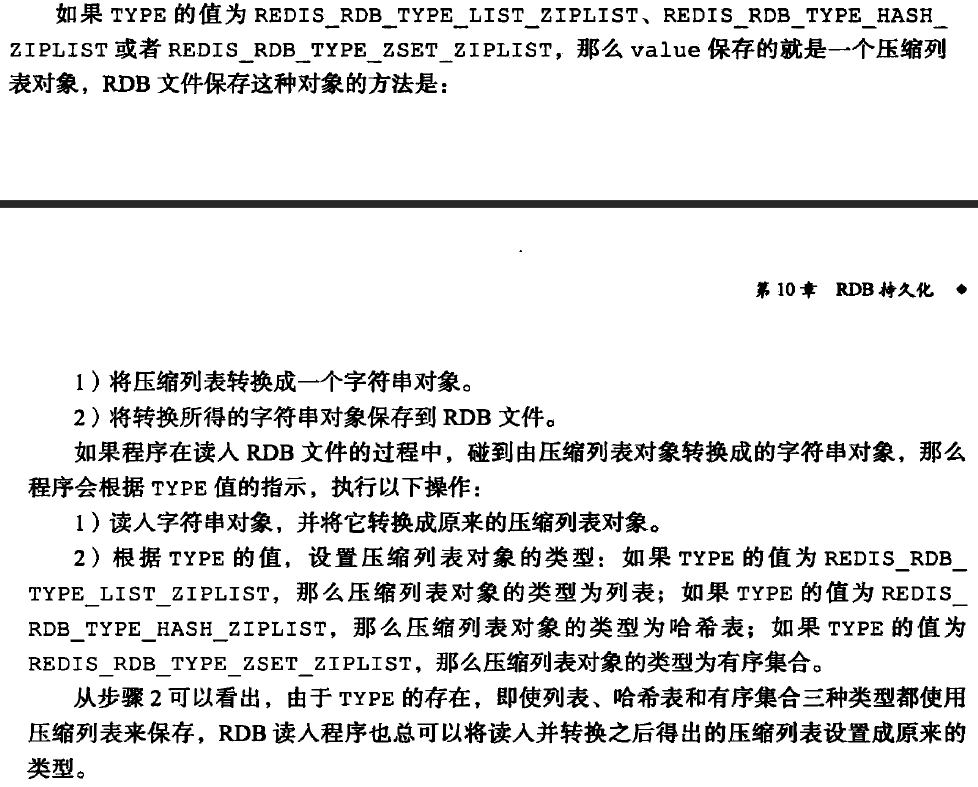 如果 TYPE 的值为 REDIS_RDB_TYPE_LIST_ZIPLIST、REDIS_RDB_TYPE_HASH_
ZIPLIST 或者 REDIS_RDB_TYPE_ZSET_ZIPLIST，那么 value 保存的就是一个压缩列
表对象，RDB 文件保存这种对象的方法是：
第 10 章 RDB 持久化 ◆
1）将压缩列表转换成一个字符串对象。
2）将转换所得的字符串对象保存到 RDB 文件。
如果程序在读入 RDB 文件的过程中，碰到由压缩列表对象转换成的字符串对象，那么
程序会根据 TYPE 值的指示，执行以下操作：
1）读入字符串对象，并将它转换成原来的压缩列表对象。
2）根据 TYPE 的值，设置压缩列表对象的类型：如果 TYPE 的值为 REDIS_RDB_
TYPE_LIST_ZIPLIST，那么压缩列表对象的类型为列表；如果 TYPE 的值为 REDIS_
RDB_TYPE_HASH_ZIPLIST，那么压缩列表对象的类型为哈希表；如果 TYPE 的值为
REDIS_RDB_TYPE_ZSET_ZIPLIST，那么压缩列表对象的类型为有序集合。
从步骤 2 可以看出，由于 TYPE 的存在，即使列表、哈希表和有序集合三种类型都使用
压缩列表来保存，RDB 读入程序也总可以将读入并转换之后得出的压缩列表设置成原来的
类型。